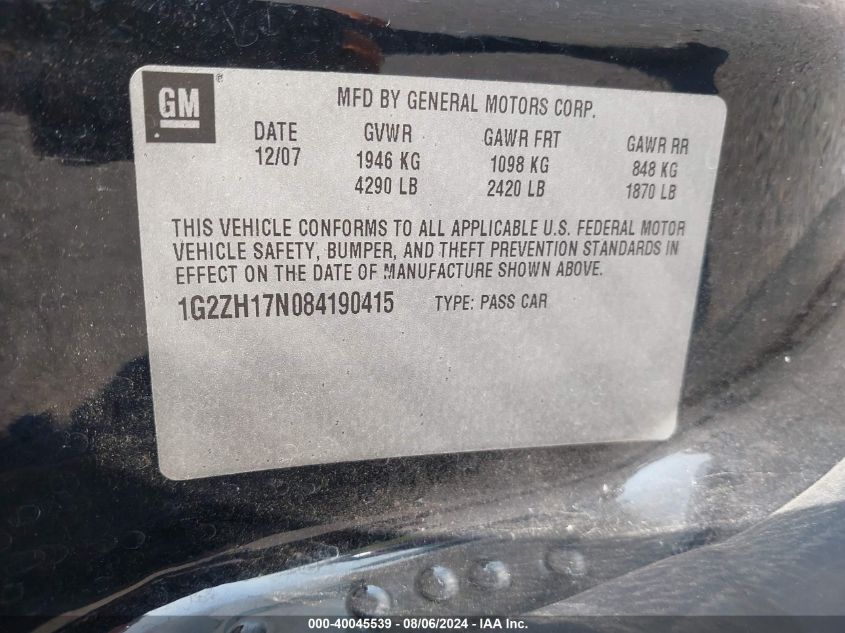 GM ®
MFD BY GENERAL MOTORS CORP.
DATE GVWR GAWR FRT GAWR RR
12/07 1946 KG 1098 KG 848 KG
4290 LB 2420 LB 1870 LB
THIS VEHICLE CONFORMS TO ALL APPLICABLE U.S. FEDERAL MOTOR
VEHICLE SAFETY, BUMPER, AND THEFT PREVENTION STANDARDS IN
EFFECT ON THE DATE OF MANUFACTURE SHOWN ABOVE.
1G2ZH17N084190415 TYPE: PASS CAR
000-40045539 - 08/06/2024 - IAA Inc.